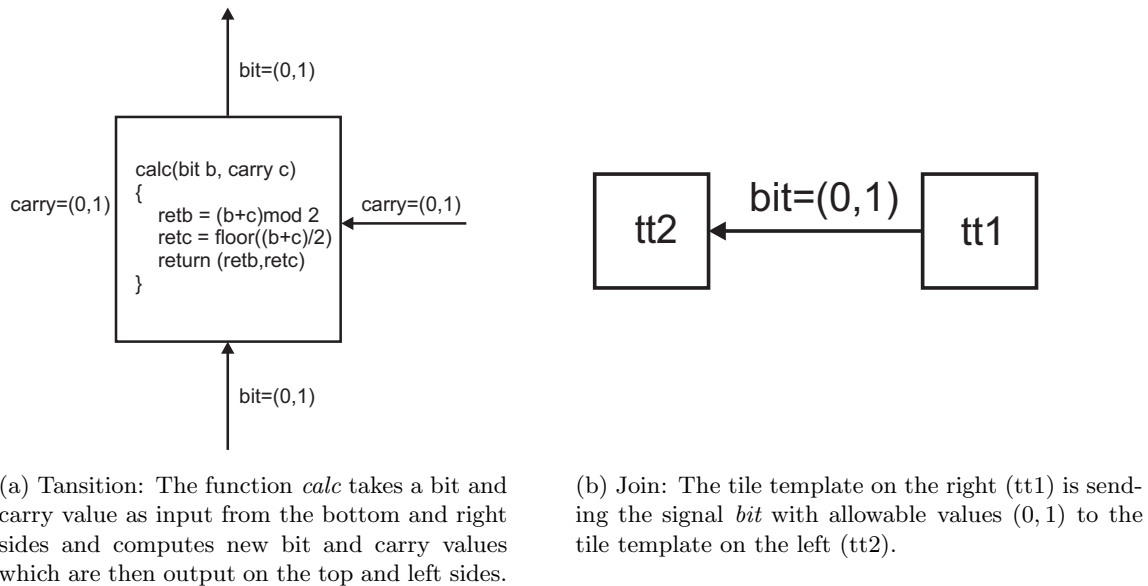 bit=(0,1)
calc(bit b, carry c)
{
retb = (b+c)mod 2
retc = floor((b+c)/2)
return (retb,retc)
}
carry=(0,1)
carry=(0,1)
bit=(0,1)
(a) Tansition: The function calc takes a bit and
carry value as input from the bottom and right
sides and computes new bit and carry values
which are then output on the top and left sides.
bit=(0,1)
tt2
tt1
(b) Join: The tile template on the right (tt1) is send-
ing the signal bit with allowable values (0, 1) to the
tile template on the left (tt2).